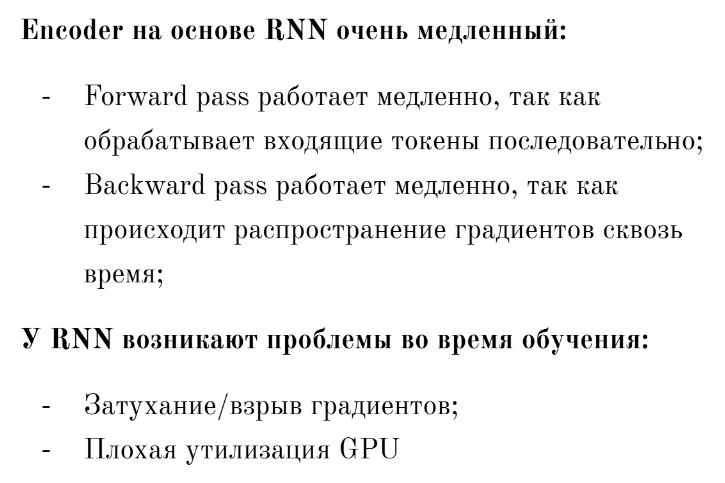 Encoder на основе RNN очень медленный:
- Forward pass работает медленно, так как
обрабатывает входящие токены последовательно;
- Backward pass работает медленно, так как
происходит распространение градиентов сквозь
время;
У RNN возникают проблемы во время обучения:
- Затухание/взрыв градиентов;
- Плохая утилизация GPU